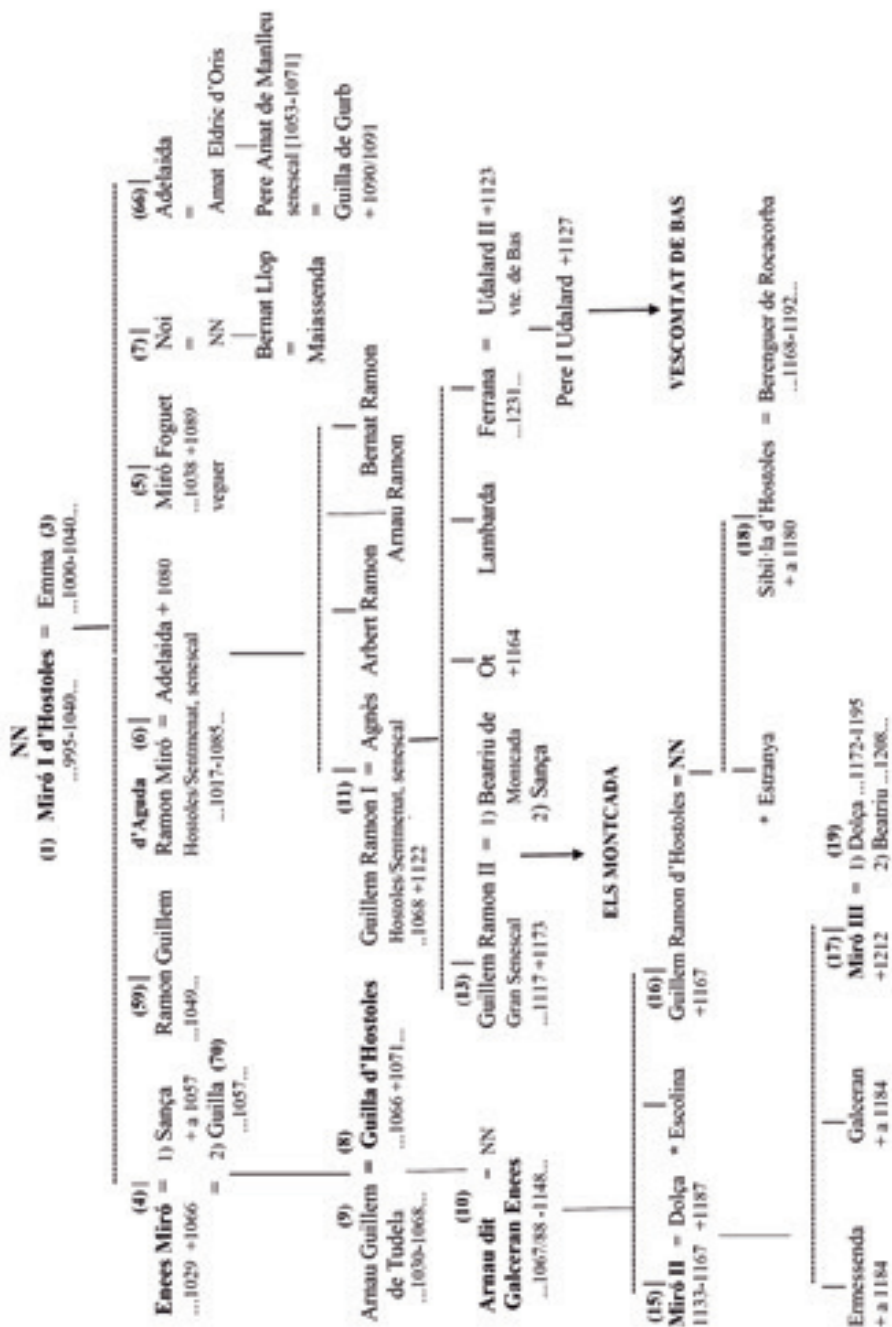 NN
(1) Miró I d'Hostoles = Emma (3)
...995-1040... ...1000-1040...
(4) (59) d'Aguda (6) (5) (7) (66)
Enees Miró = 1) Sança Ramon Guillem Ramon Miró = Adelaida + 1080 Miró Foguet Noi Adelaida
...1029 +1066 + a 1057 ...1049... Hostoles/Sentmenat, senescal ...1038 +1089 = =
= 2) Guilla (70) ...1017-1085... veguer NN Amat Eldric d'Oris
...1057...
Bernat Llop Pere Amat de Manlleu
= senescal [1053-1071]
Maiassenda =
Guilla de Gurb
+ 1090/1091
(9) (8) (11)
Arnau Guillem = Guilla d'Hostoles Guillem Ramon I = Agnès Arbert Ramon Bernat Ramon
de Tudela ...1066 +1071... Hostoles/Sentmenat, senescal Arnau Ramon
...1030-1068... ..1068 +1122
(10) (13)
Arnau dit = NN Guillem Ramon II = 1) Beatriu de Ot Lambarda Ferrana = Udalard II +1123
Galceran Enees Gran Senescal Montcada +1164 ...1231... vte. de Bas
...1067/88 -1148... ...1117 +1173 2) Sança
Pere I Udalard +1127
ELS MONTCADA
VESCOMTAT DE BAS
(15) (16)
Miró II = Dolça * Escolina Guillem Ramon d'Hostoles = NN
1133-1167 +1187 +1167
(18)
* Estranya Sibil·la d'Hostoles = Berenguer de Rocacorba
+ a 1180 ...1168-1192...
(17) (19)
Ermessenda Galceran Miró III = 1) Dolça ...1172-1195
+ a 1184 + a 1184 +1212 2) Beatriu ...1208...